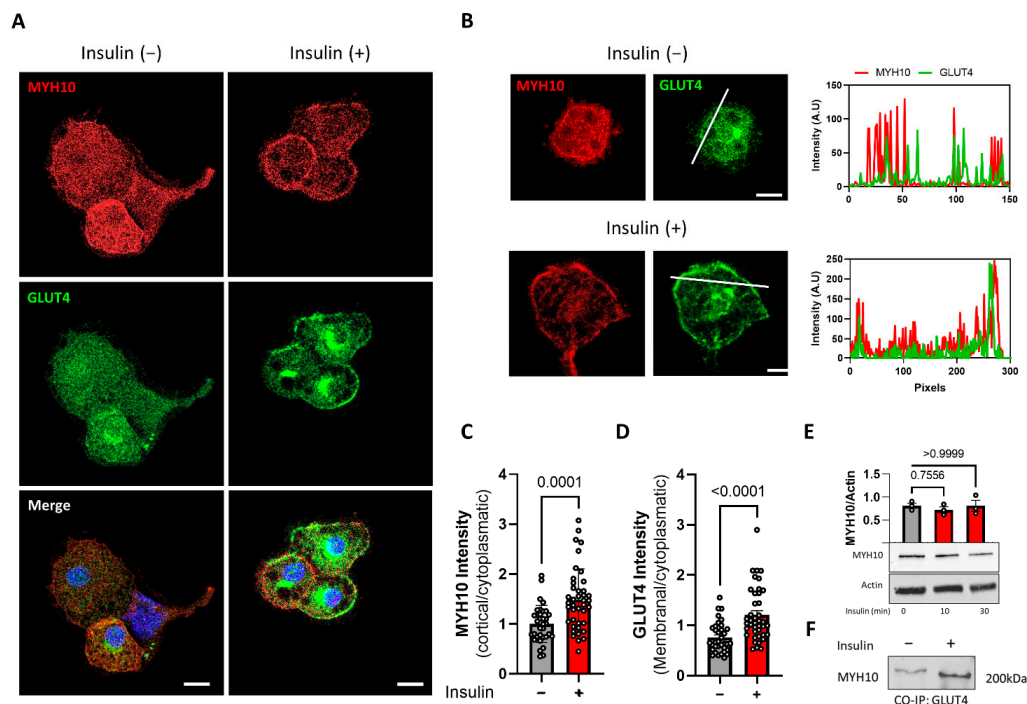 A
Insulin (−)
Insulin (+)
MYH10
GLUT4
Merge
B
Insulin (−)
MYH10
GLUT4
MYH10 GLUT4
Intensity (A.U)
150
100
50
0
0 50 100 150
Insulin (+)
Intensity (A.U)
250
200
150
100
50
0
0 100 200 300
Pixels
C
MYH10 Intensity
(cortical/cytoplasmatic)
4
3
2
1
0
0.0001
Insulin − +
D
GLUT4 Intensity
(Membranal/cytoplasmatic)
4
3
2
1
0
<0.0001
− +
E
>0.9999
0.7556
MYH10/Actin
1.5
1.0
0.5
MYH10
Actin
Insulin (min) 0 10 30
F
Insulin − +
MYH10 200kDa
CO-IP: GLUT4